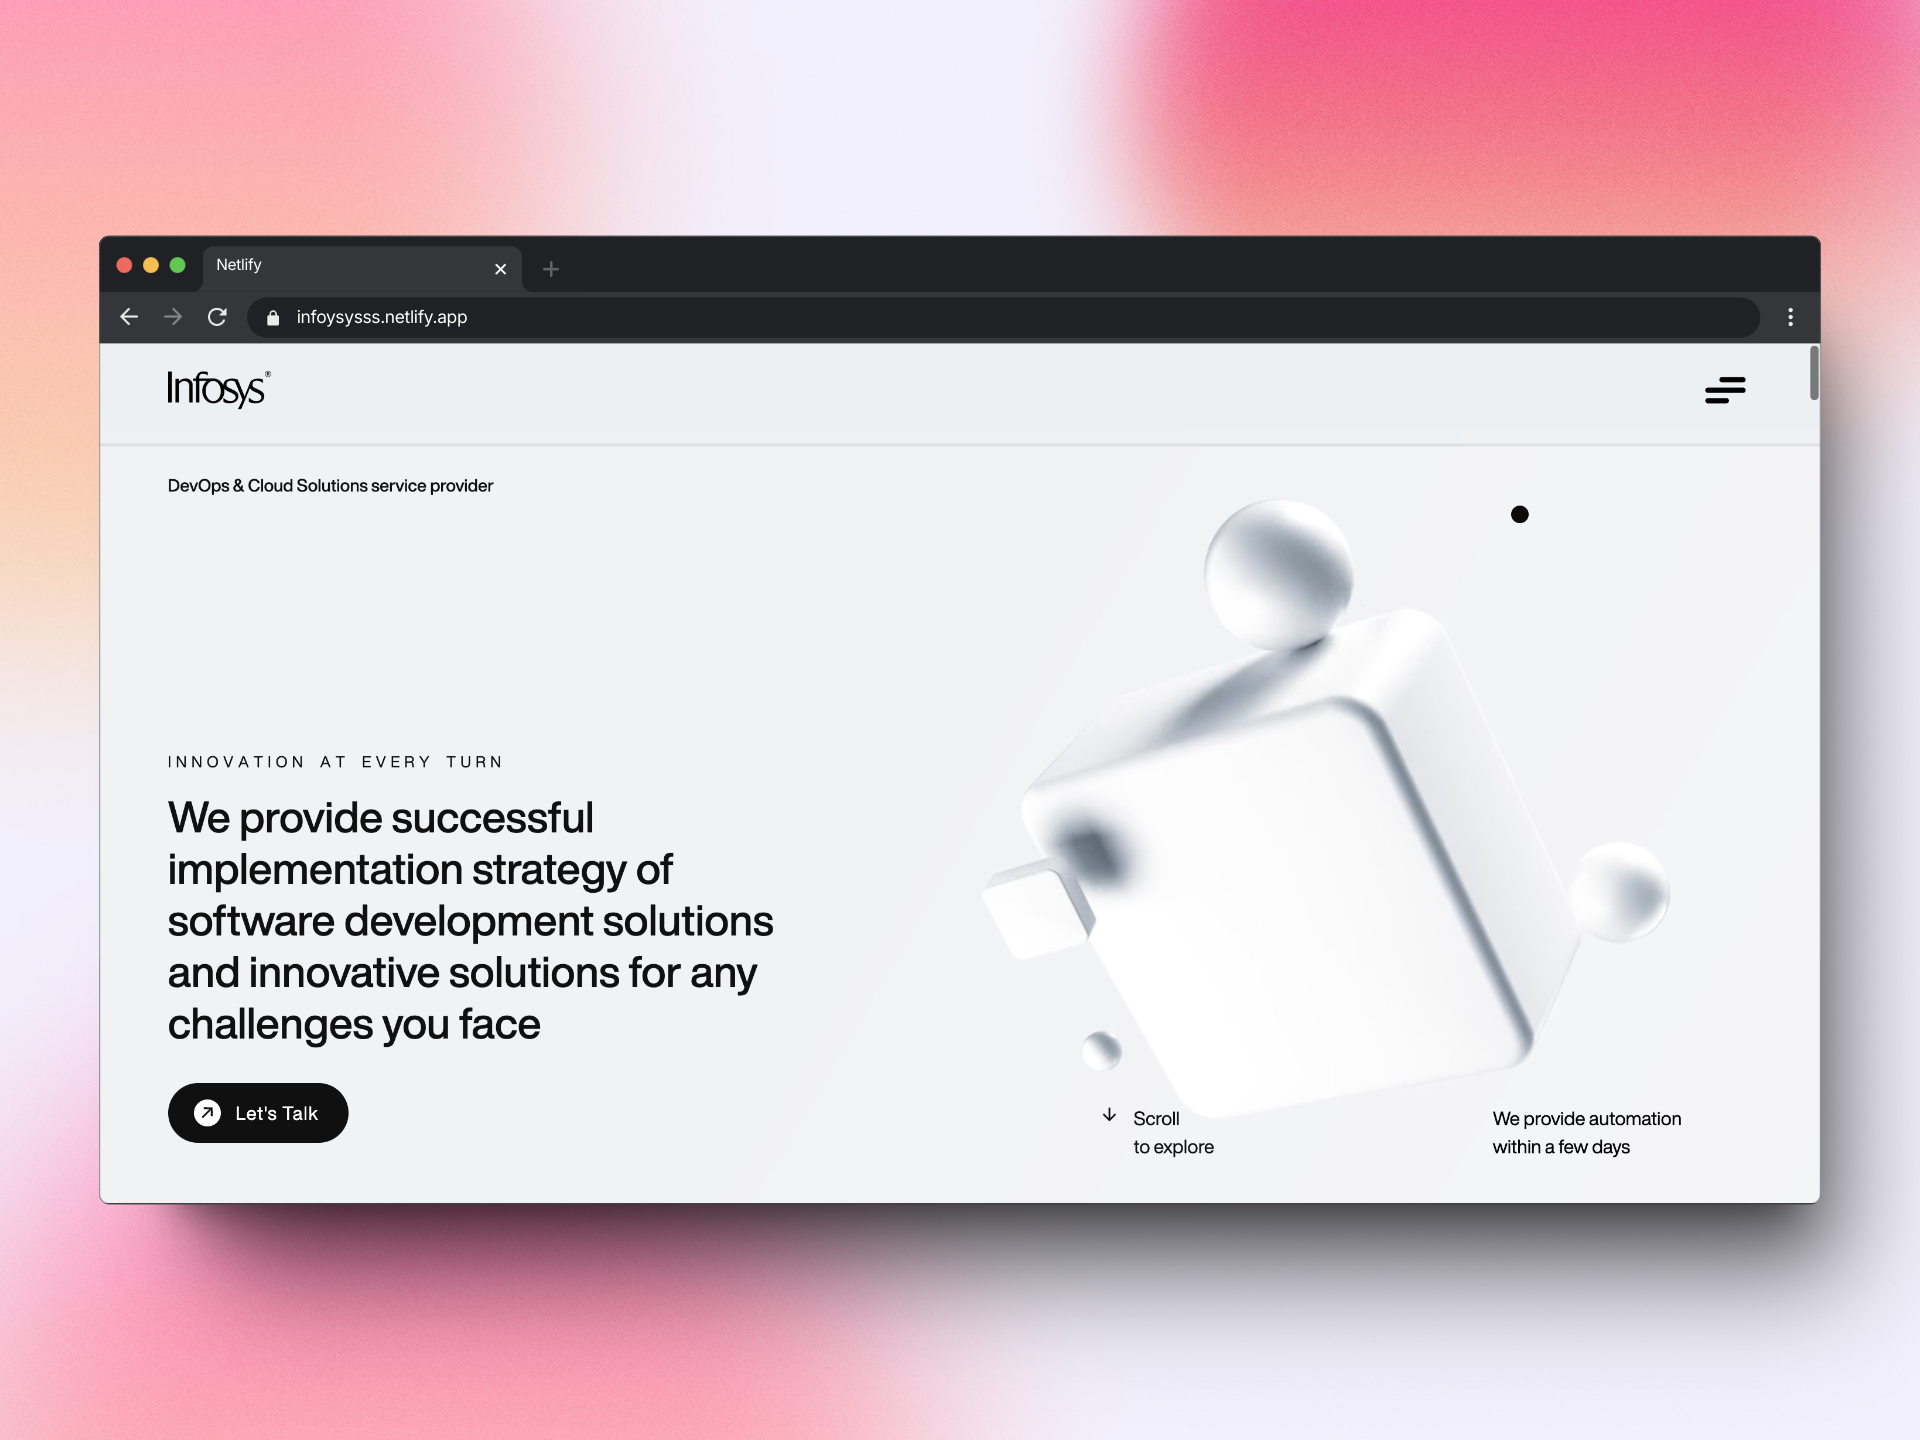 Netlify
infoysysss.netlify.app
Infosys®
DevOps & Cloud Solutions service provider
INNOVATION AT EVERY TURN
We provide successful
implementation strategy of
software development solutions
and innovative solutions for any
challenges you face
Let's Talk
Scroll
to explore
We provide automation
within a few days